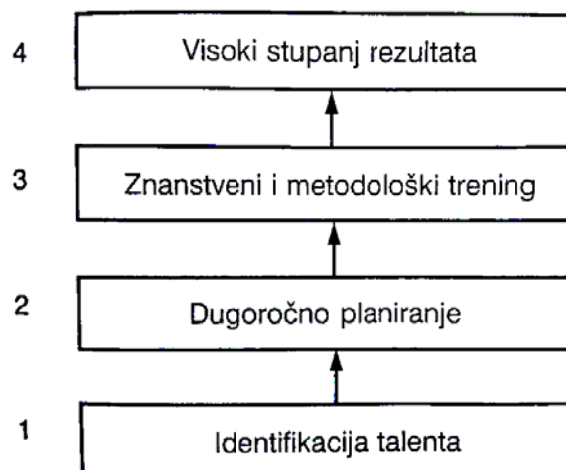 4 Visoki stupanj rezultata
3 Znanstveni i metodološki trening
2 Dugoročno planiranje
1 Identifikacija talenta